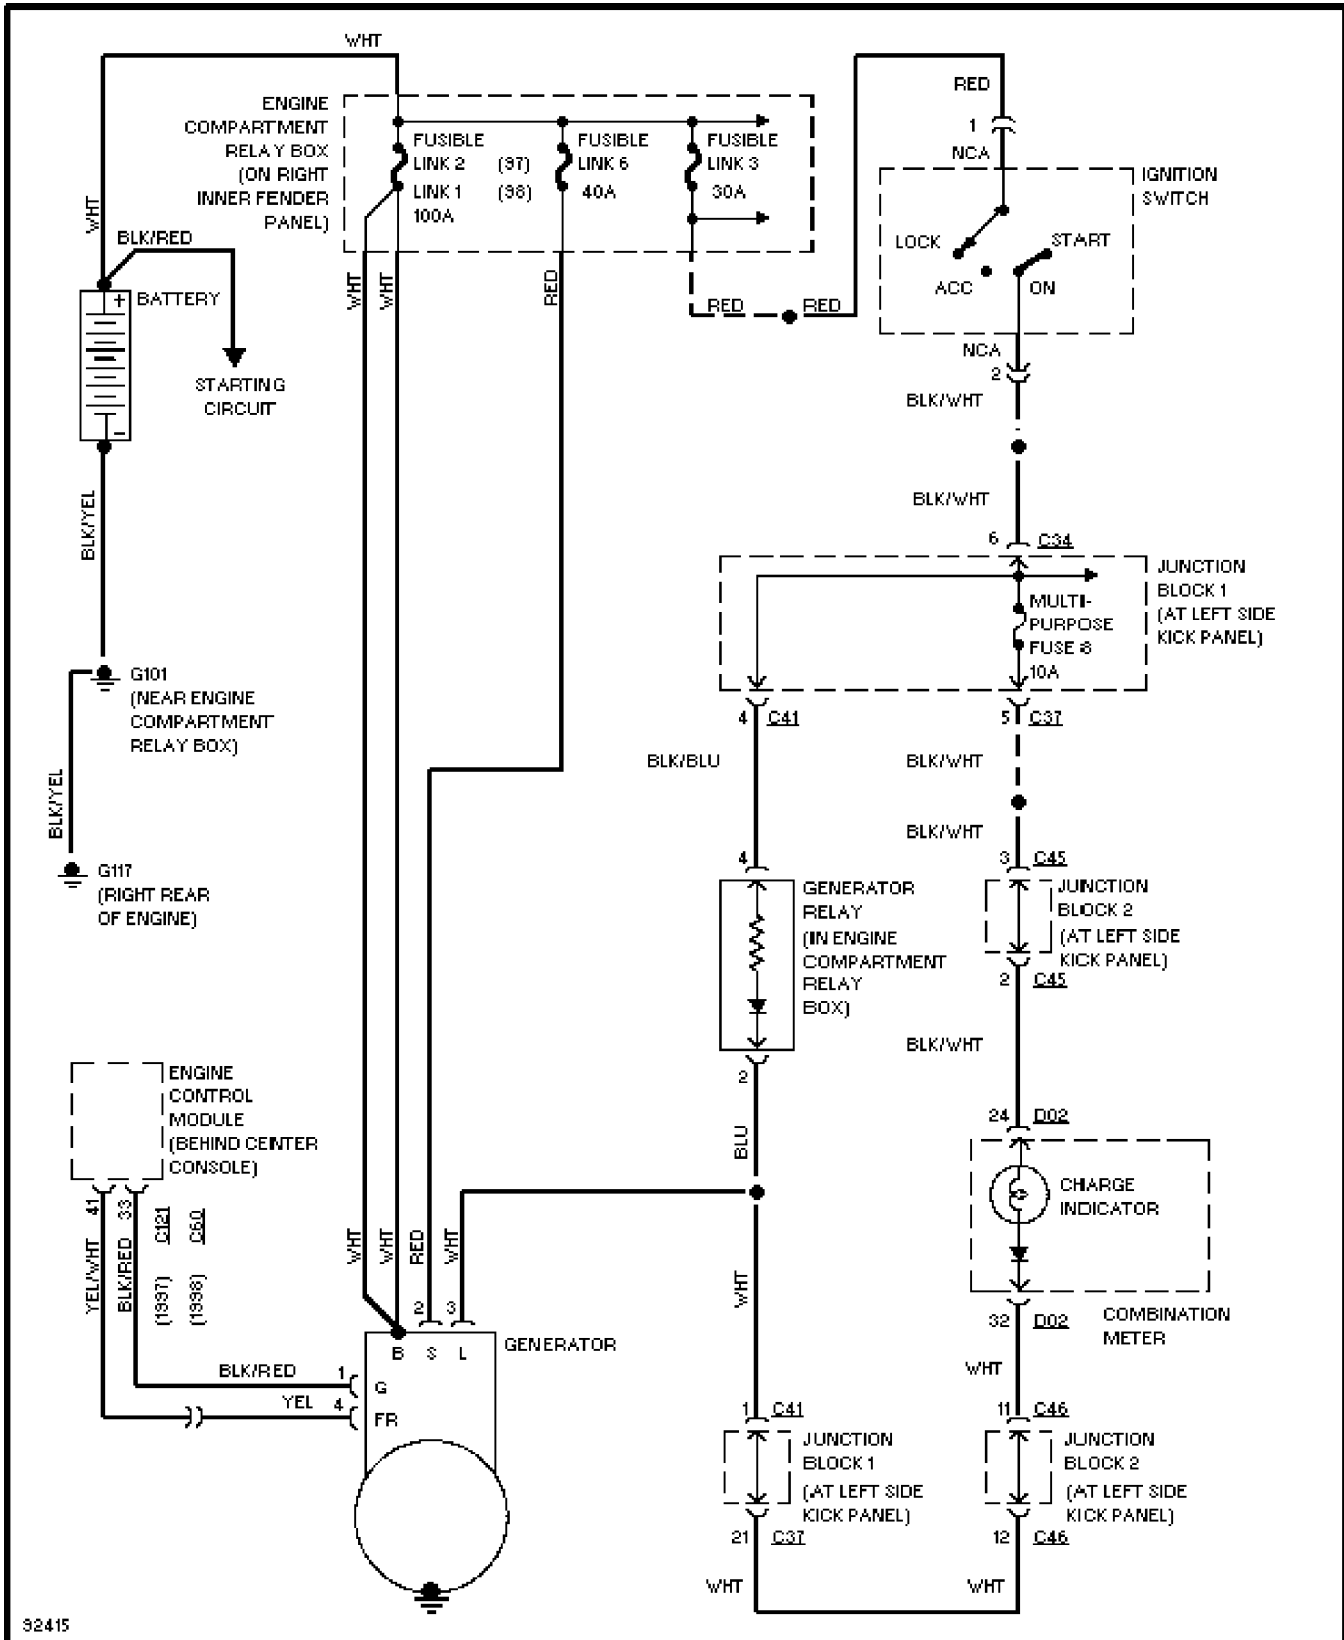 WHT
RED
ENGINE
COMPARTMENT
RELAY BOX
(ON RIGHT
INNER FENDER
PANEL)
FUSIBLE
LINK 2 (97)
LINK 1 (98)
100A
FUSIBLE
LINK 6
40A
FUSIBLE
LINK 3
30A
1
NCA
IGNITION
SWITCH
LOCK
START
ACC
ON
WHT
BLK/RED
+
BATTERY
-
STARTING
CIRCUIT
WHT
WHT
RED
RED
RED
NCA
2
BLK/WHT
BLK/WHT
BLK/YEL
6 C34
JUNCTION
BLOCK 1
(AT LEFT SIDE
KICK PANEL)
MULTI-
PURPOSE
FUSE 8
10A
4 C41
5 C37
G101
(NEAR ENGINE
COMPARTMENT
RELAY BOX)
BLK/YEL
BLK/BLU
BLK/WHT
BLK/WHT
G117
(RIGHT REAR
OF ENGINE)
4
GENERATOR
RELAY
(IN ENGINE
COMPARTMENT
RELAY
BOX)
2
3 C45
JUNCTION
BLOCK 2
(AT LEFT SIDE
KICK PANEL)
2 C45
BLK/WHT
BLU
ENGINE
CONTROL
MODULE
(BEHIND CENTER
CONSOLE)
41
33
C121
C60
YEL/WHT
BLK/RED
(1997)
(1998)
WHT
WHT
RED
WHT
2
3
24 D02
CHARGE
INDICATOR
32 D02
COMBINATION
METER
WHT
WHT
GENERATOR
B S L
BLK/RED
1
G
YEL
4
FR
1 C41
JUNCTION
BLOCK 1
(AT LEFT SIDE
KICK PANEL)
21 C37
11 C46
JUNCTION
BLOCK 2
(AT LEFT SIDE
KICK PANEL)
12 C46
WHT
WHT
92415